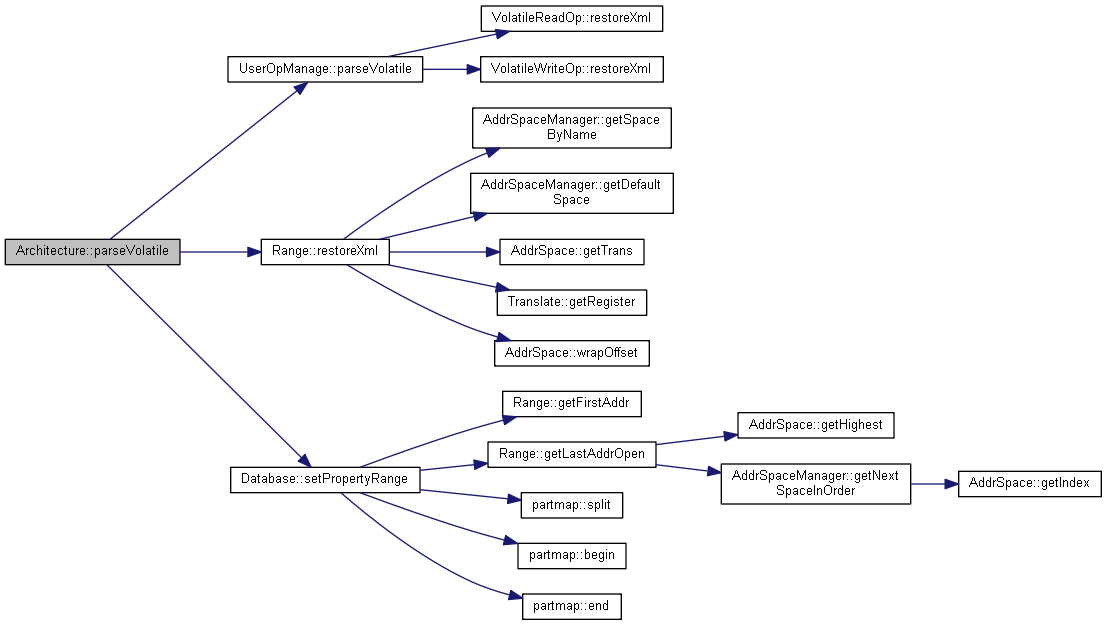 VolatileReadOp::restoreXml
UserOpManage::parseVolatile
VolatileWriteOp::restoreXml
AddrSpaceManager::getSpace
ByName
AddrSpaceManager::getDefault
Space
Architecture::parseVolatile
Range::restoreXml
AddrSpace::getTrans
Translate::getRegister
AddrSpace::wrapOffset
Range::getFirstAddr
AddrSpace::getHighest
Range::getLastAddrOpen
Database::setPropertyRange
AddrSpaceManager::getNext
SpaceInOrder
AddrSpace::getIndex
partmap::split
partmap::begin
partmap::end